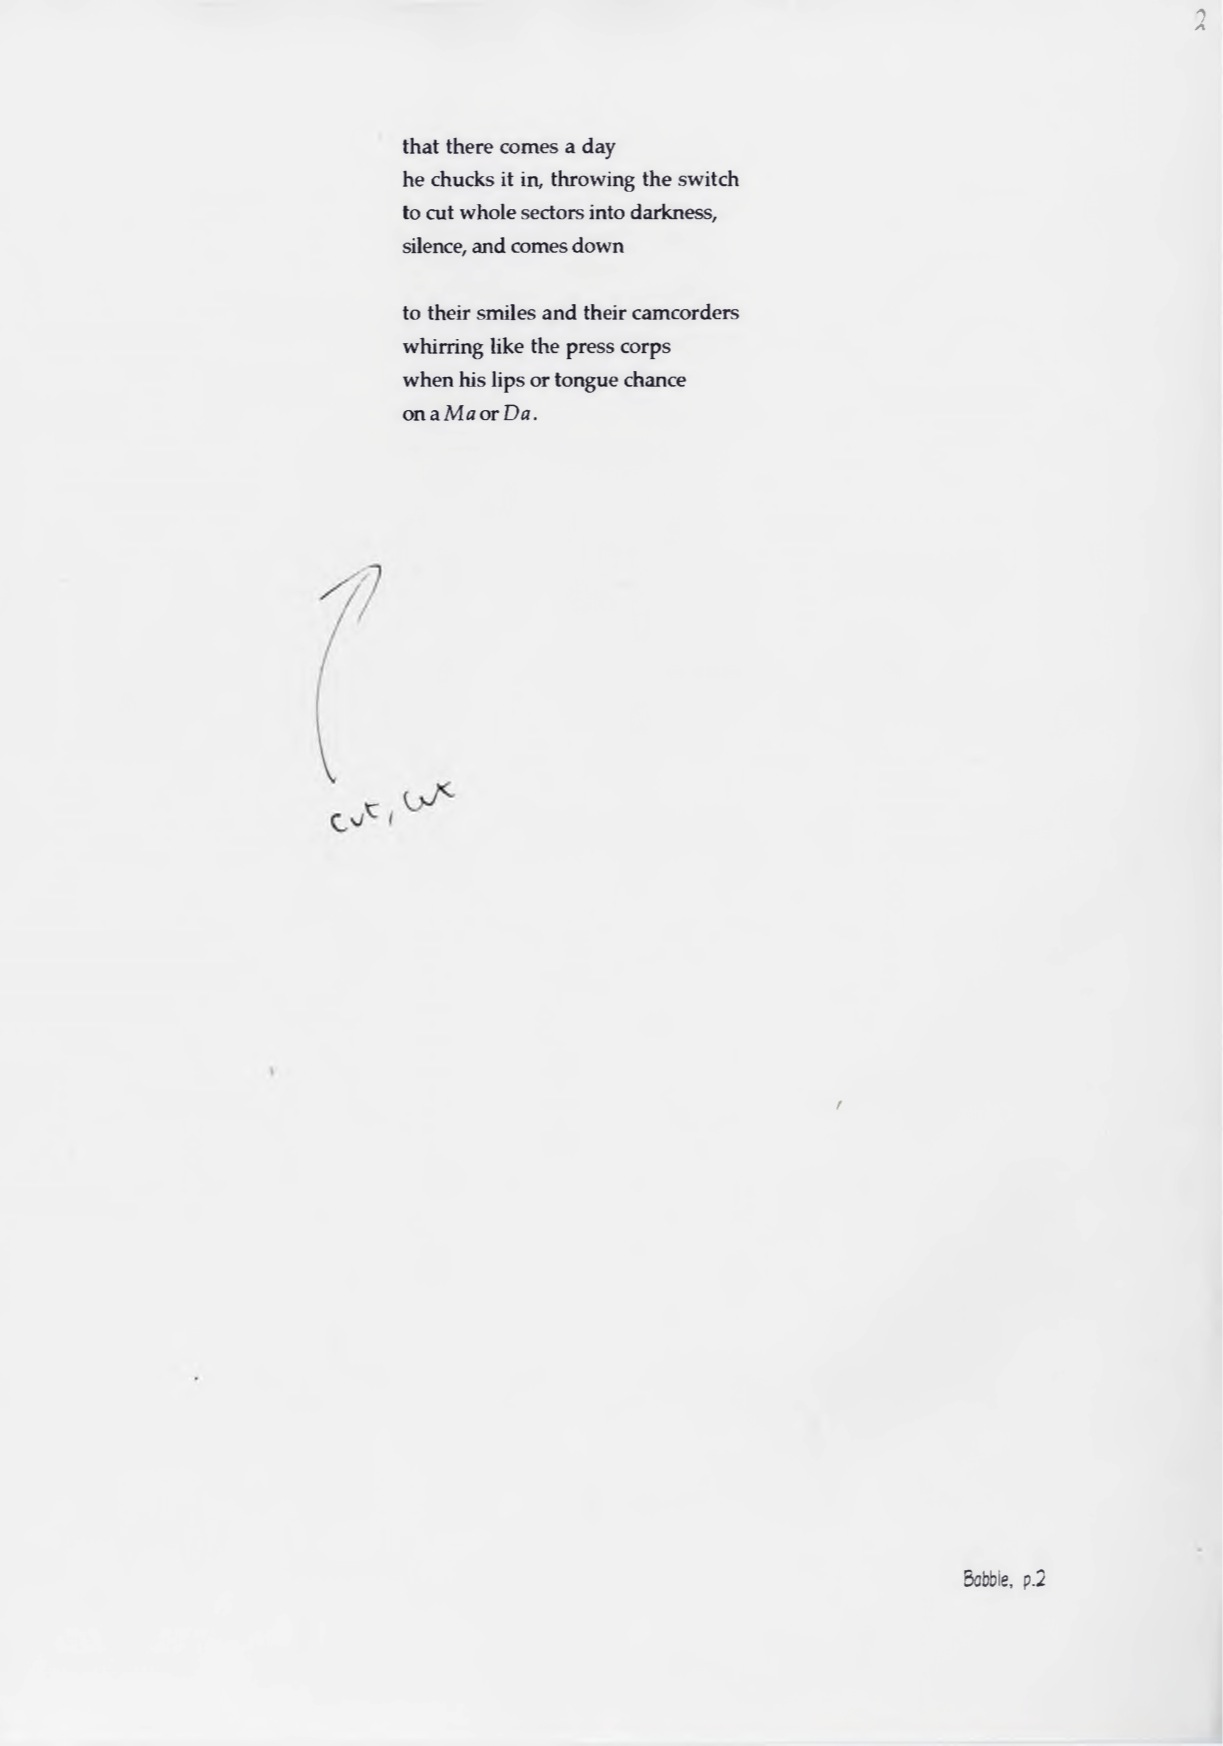 2
that there comes a day
he chucks it in, throwing the switch
to cut whole sectors into darkness,
silence, and comes down
to their smiles and their camcorders
whirring like the press corps
when his lips or tongue chance
on a Ma or Da.
cut, cut
Babble, p.2